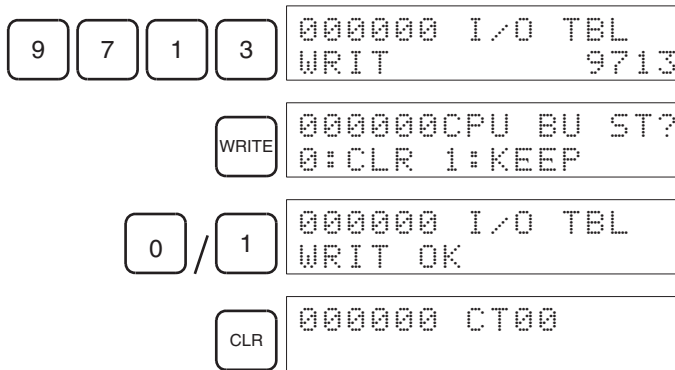 9 7 1 3
000000 I/O TBL
WRIT 9713
WRITE
000000CPU BU ST?
0:CLR 1:KEEP
0 / 1
000000 I/O TBL
WRIT OK
CLR
000000 CT00